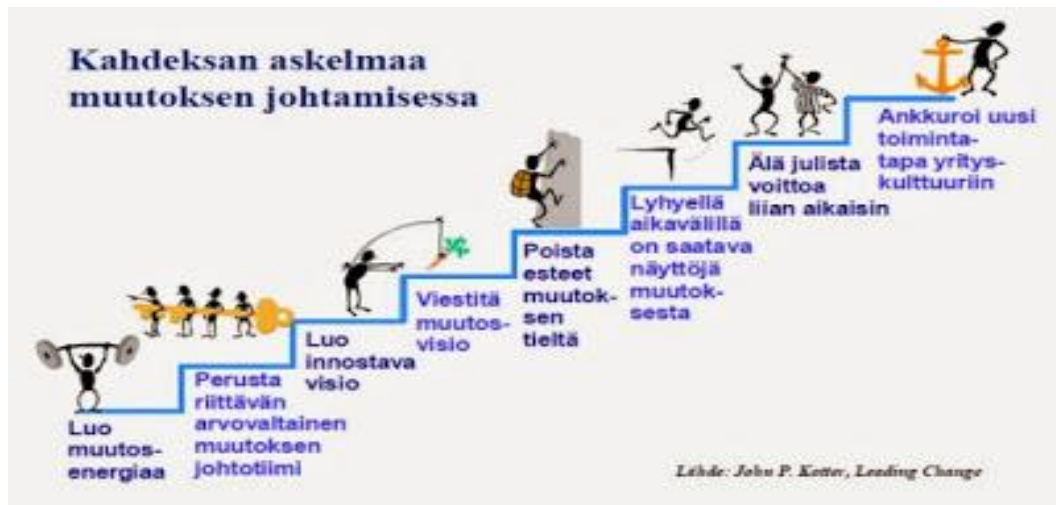 Kahdeksan askelmaa
muutoksen johtamisessa
Luo
muutos-
energiaa
Perusta
riittävän
arvovaltainen
muutoksen
johtotiimi
Luo
innostava
visio
Viestitä
muutos-
visio
Poista
esteet
muutok-
sen
tieltä
Lyhyellä
aikavälillä
on saatava
näyttöjä
muutok-
sesta
Älä julista
voittoa
liian aikaisin
Ankkuroi uusi
toiminta-
tapa yritys-
kulttuuriin
Lähde: John P. Kotter, Leading Change